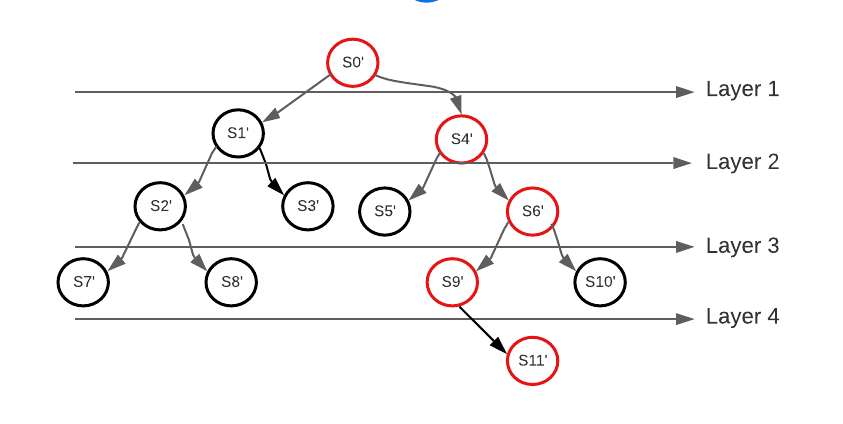 S0'
Layer 1
S1'
S4'
Layer 2
S2'
S3'
S5'
S6'
Layer 3
S7'
S8'
S9'
S10'
Layer 4
S11'